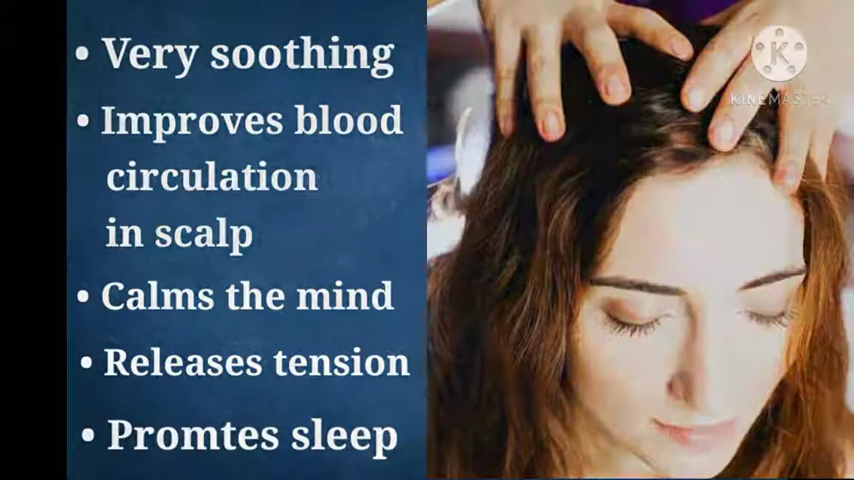 • Very soothing
• Improves blood
circulation
in scalp
• Calms the mind
• Releases tension
• Promtes sleep
K
KINEMASTER